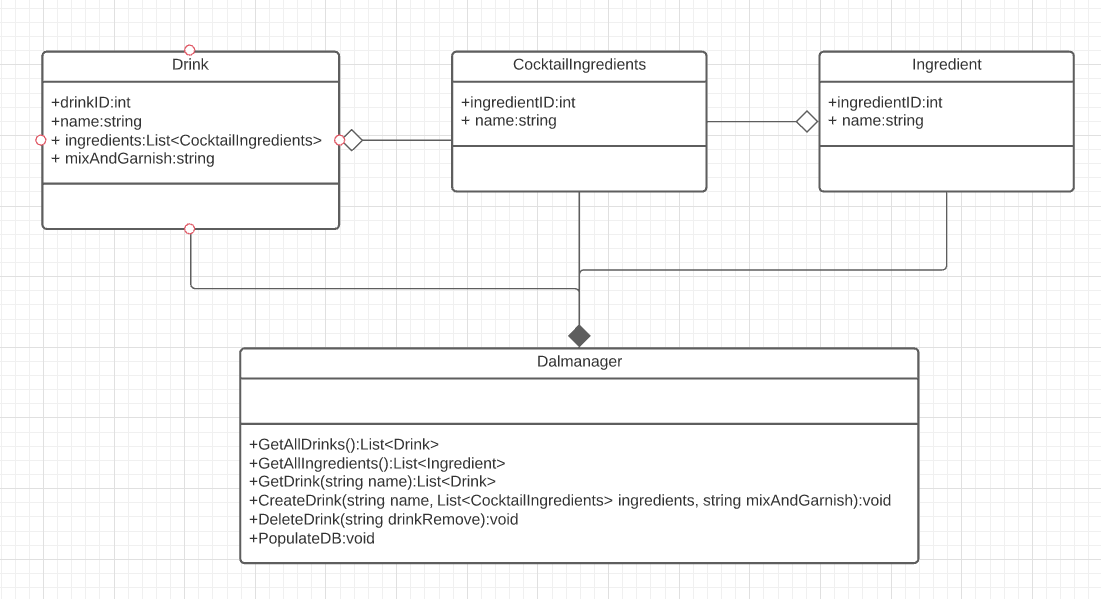 Drink
+drinkID:int
+name:string
+ ingredients:List<CocktailIngredients>
+ mixAndGarnish:string
CocktailIngredients
+ingredientID:int
+ name:string
Ingredient
+ingredientID:int
+ name:string
Dalmanager
+GetAllDrinks():List<Drink>
+GetAllIngredients():List<Ingredient>
+GetDrink(string name):List<Drink>
+CreateDrink(string name, List<CocktailIngredients> ingredients, string mixAndGarnish):void
+DeleteDrink(string drinkRemove):void
+PopulateDB:void